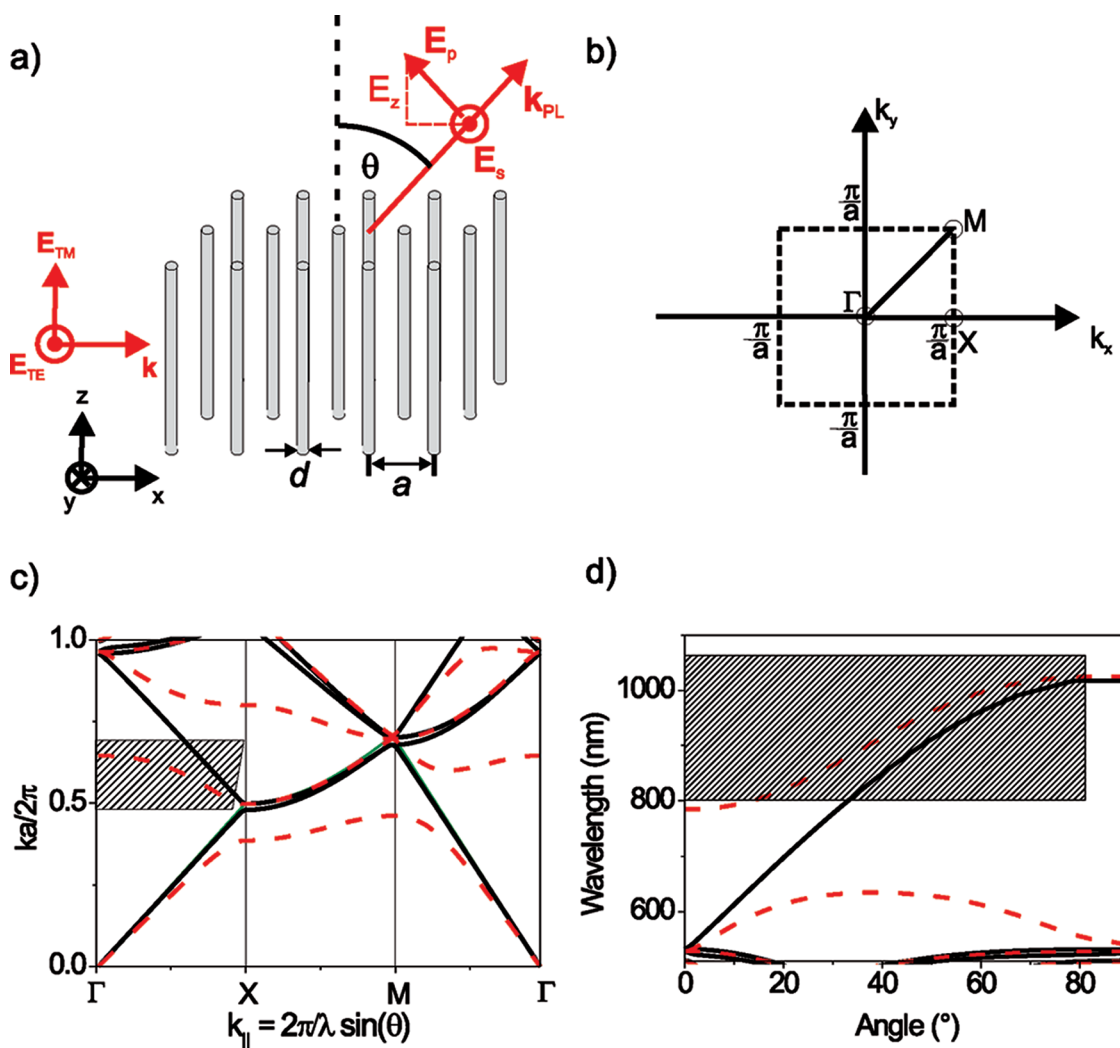 a)
E_p
E_z
k_PL
E_s
θ
E_TM
E_TE
k
z
y
x
d
a
b)
k_y
π/a
M
Γ
-π/a
π/a
X
k_x
-π/a
c)
1.0
0.5
0.0
ka/2π
Γ X M Γ
k_|| = 2π/λ sin(θ)
d)
1000
800
600
Wavelength (nm)
0 20 40 60 80
Angle (°)